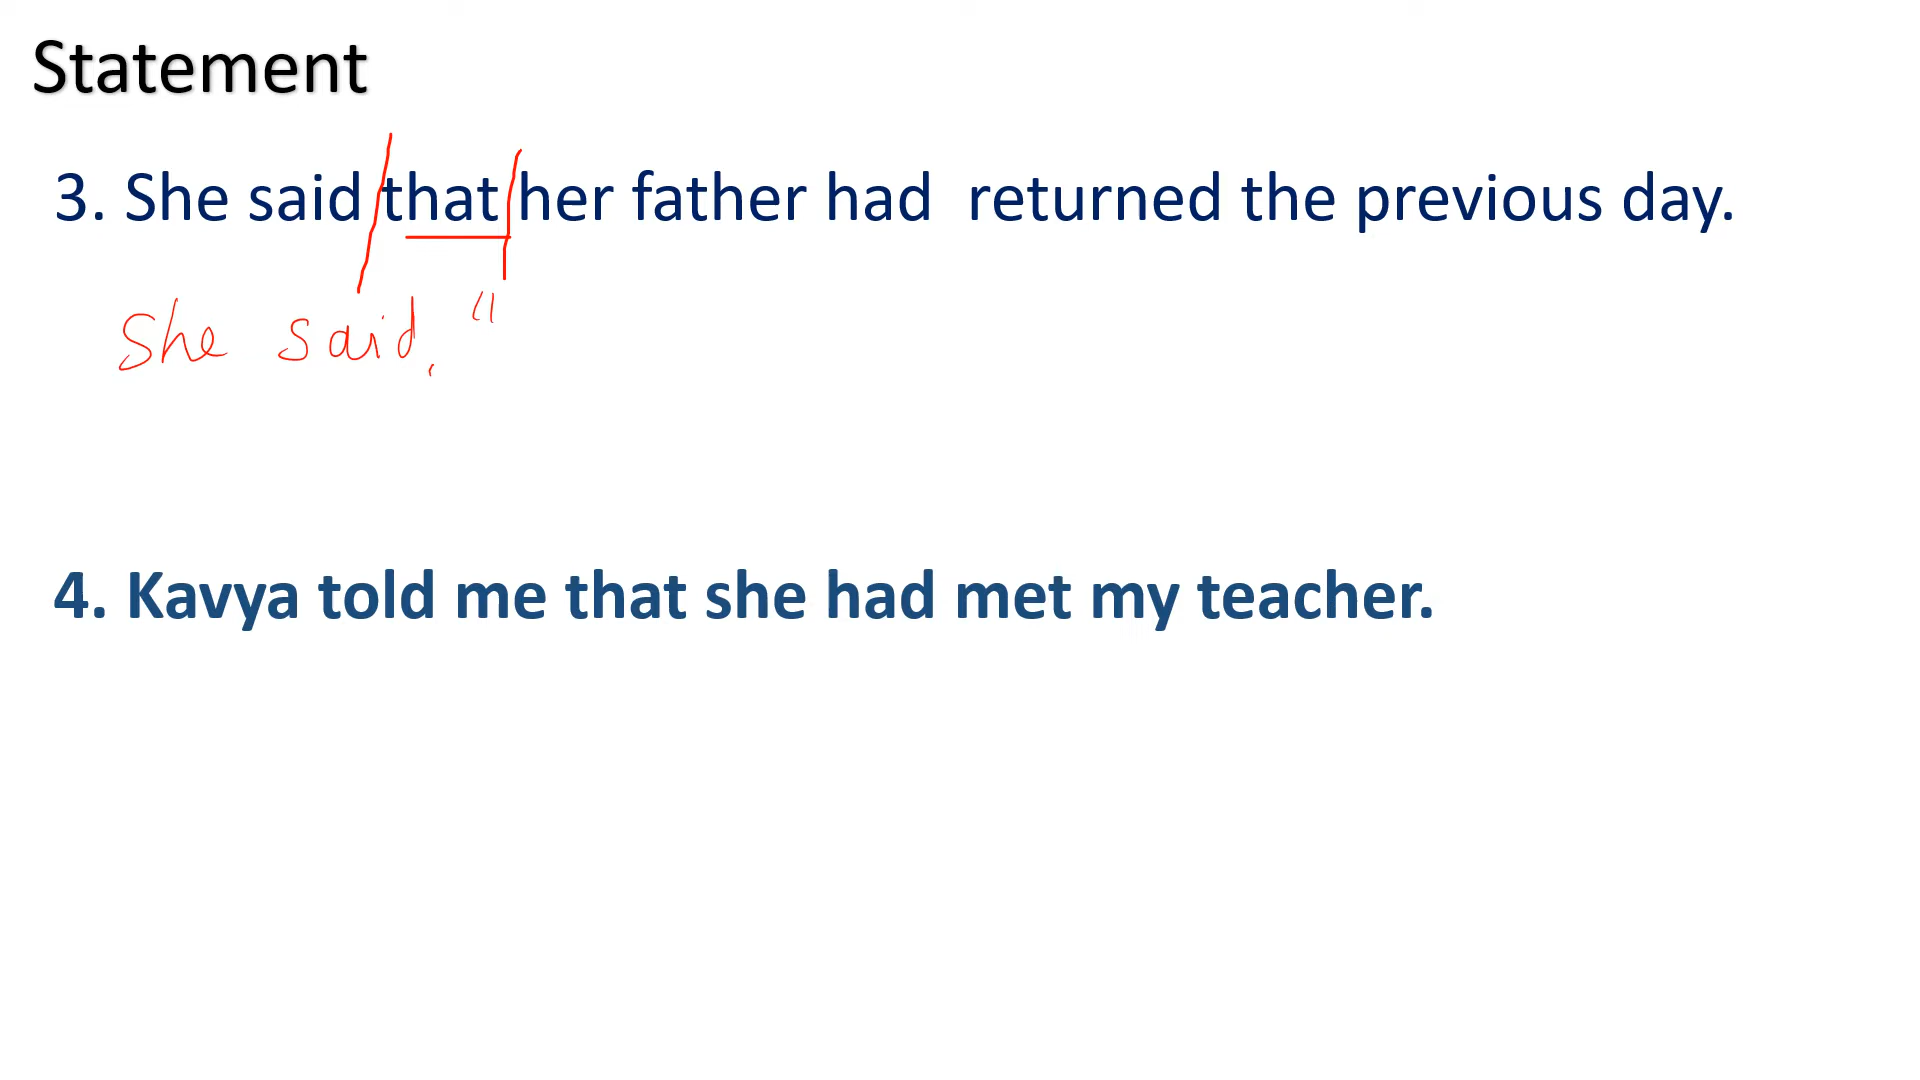 Statement
3. She said that her father had returned the previous day.
She said, "
4. Kavya told me that she had met my teacher.